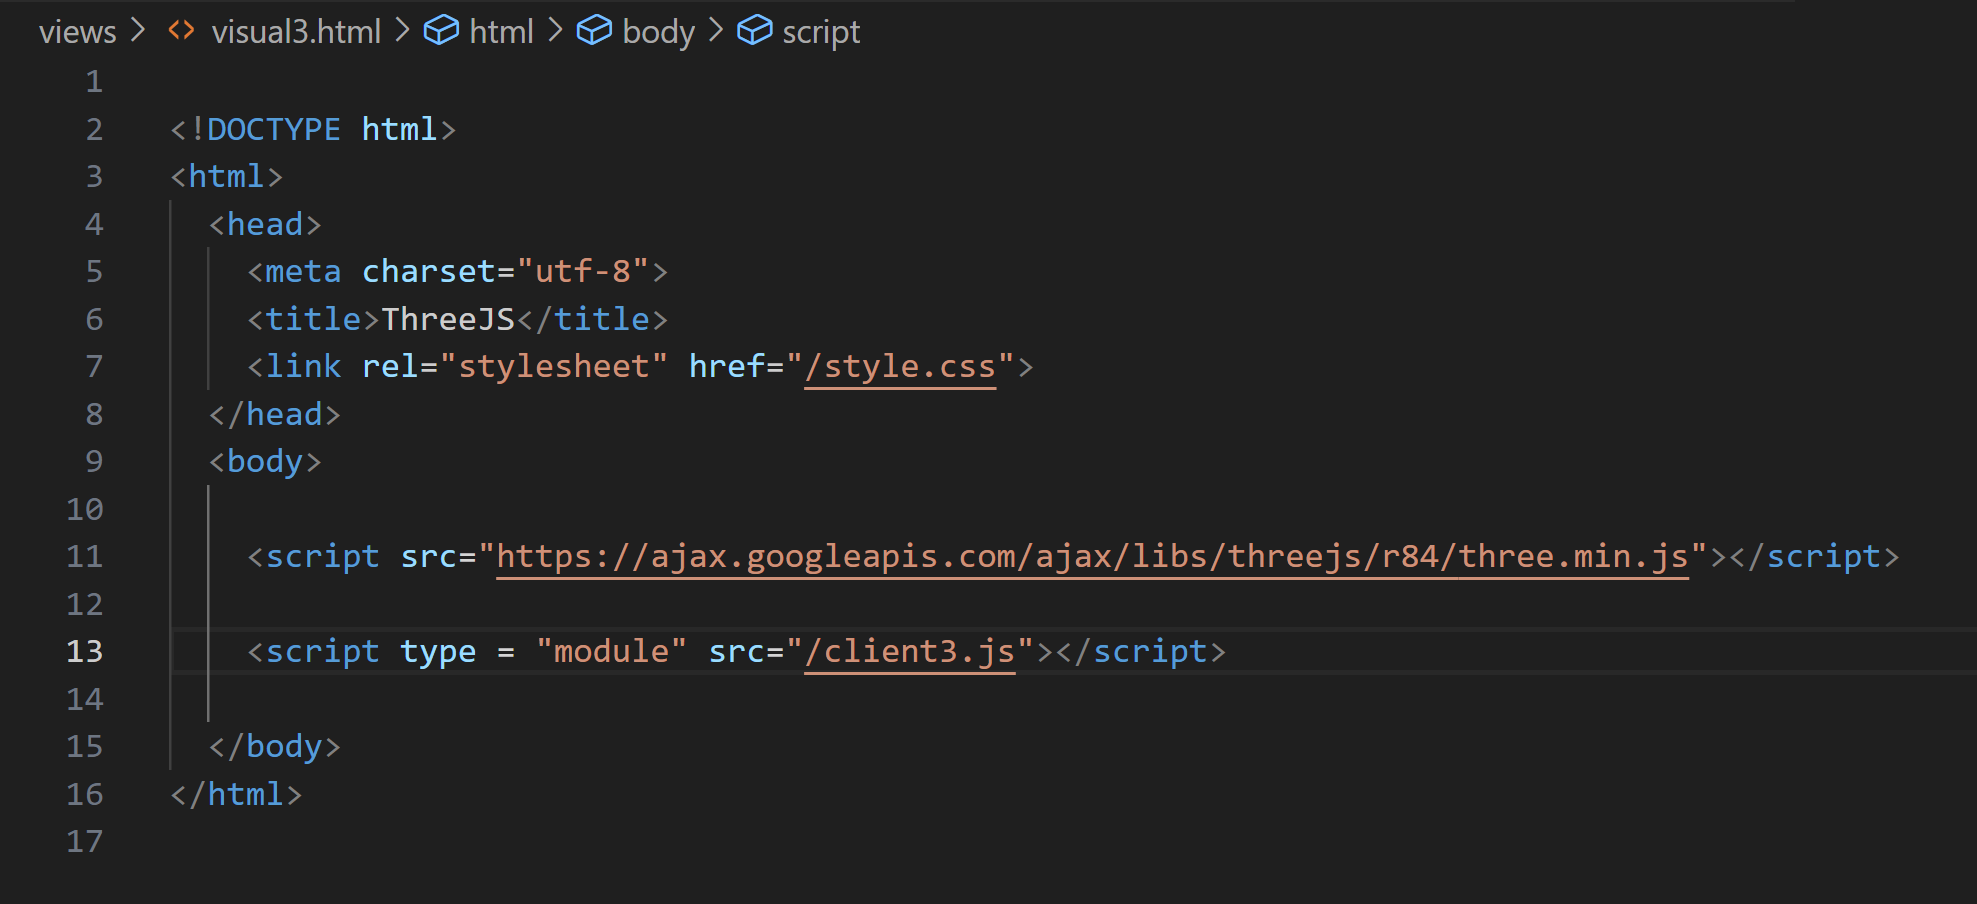 views > <> visual3.html > html > body > script
1
2 <!DOCTYPE html>
3 <html>
4 <head>
5 <meta charset="utf-8">
6 <title>ThreeJS</title>
7 <link rel="stylesheet" href="/style.css">
8 </head>
9 <body>
10
11 <script src="https://ajax.googleapis.com/ajax/libs/threejs/r84/three.min.js"></script>
12
13 <script type = "module" src="/client3.js"></script>
14
15 </body>
16 </html>
17